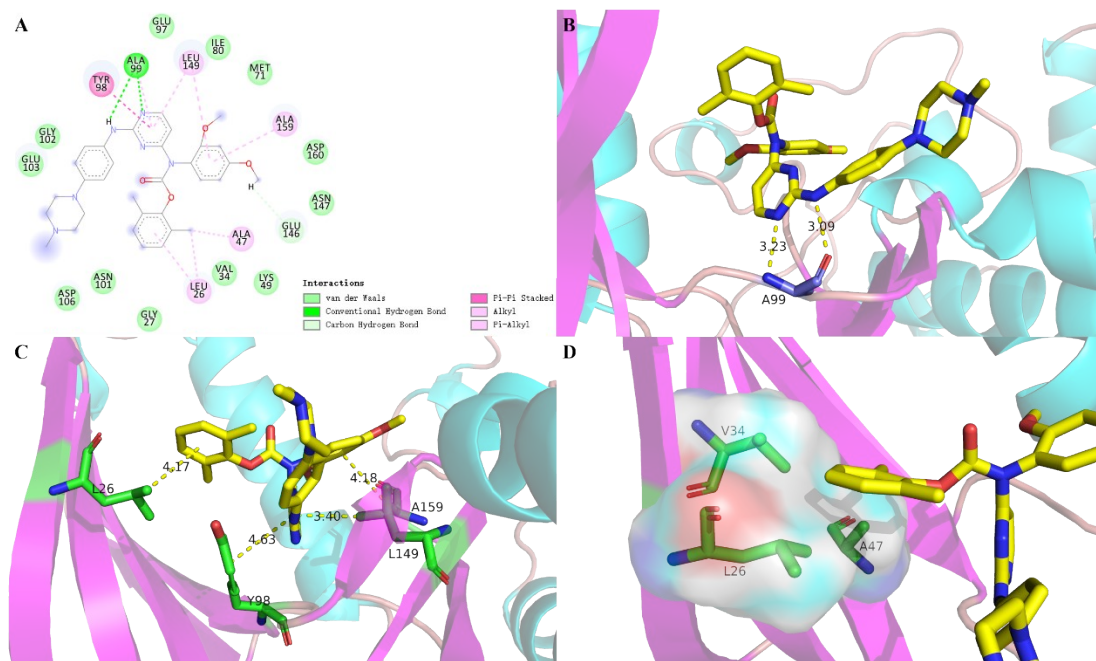 A
GLU
97
ILE
80
ALA
99
LEU
149
MET
71
TYR
98
H
N
N
N
N
O
O
ALA
159
GLY
102
GLU
103
ASP
160
N
N
O
O
H
ASN
147
GLU
146
ALA
47
ASN
101
VAL
34
LYS
49
LEU
26
ASP
106
GLY
27
Interactions
van der Waals
Conventional Hydrogen Bond
Carbon Hydrogen Bond
Pi-Pi Stacked
Alkyl
Pi-Alkyl
B
3.23
3.09
A99
C
4.17
L26
4.18
A159
3.40
L149
4.63
Y98
D
V34
A47
L26